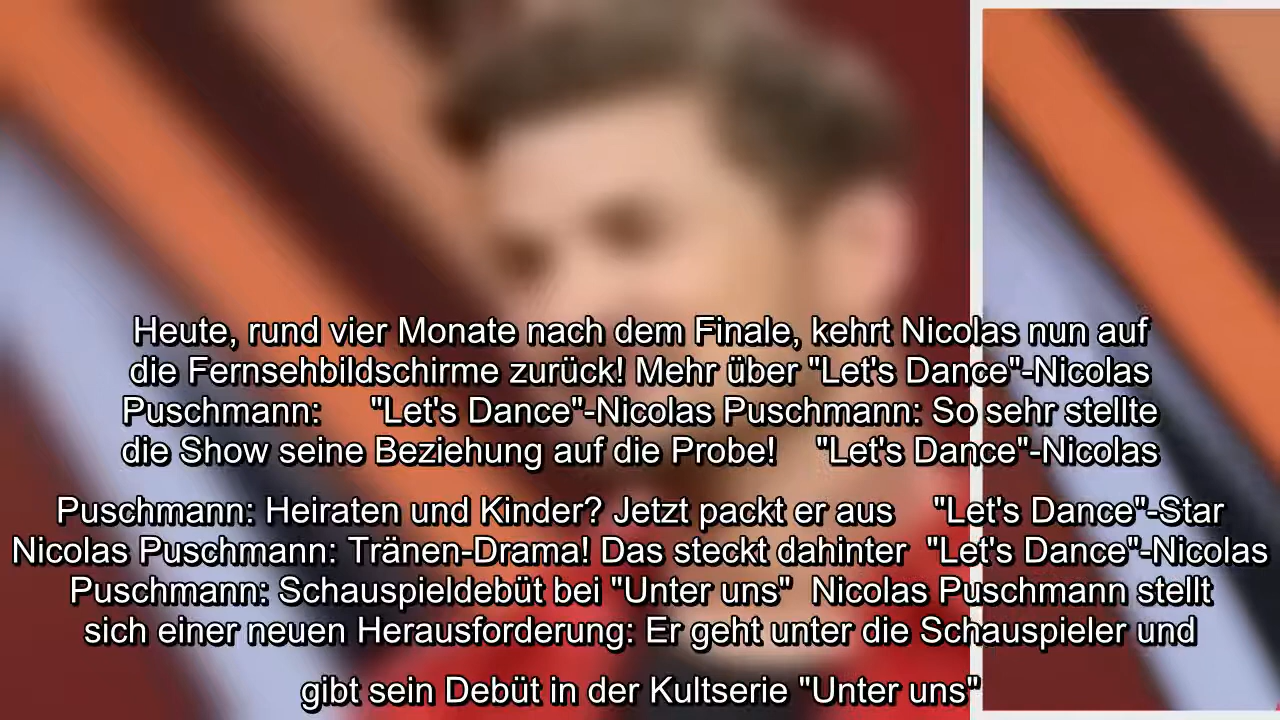 Heute, rund vier Monate nach dem Finale, kehrt Nicolas nun auf
die Fernsehbildschirme zurück! Mehr über "Let's Dance"-Nicolas
Puschmann: "Let's Dance"-Nicolas Puschmann: So sehr stellte
die Show seine Beziehung auf die Probe! "Let's Dance"-Nicolas
Puschmann: Heiraten und Kinder? Jetzt packt er aus "Let's Dance"-Star
Nicolas Puschmann: Tränen-Drama! Das steckt dahinter "Let's Dance"-Nicolas
Puschmann: Schauspieldebüt bei "Unter uns" Nicolas Puschmann stellt
sich einer neuen Herausforderung: Er geht unter die Schauspieler und
gibt sein Debüt in der Kultserie "Unter uns"